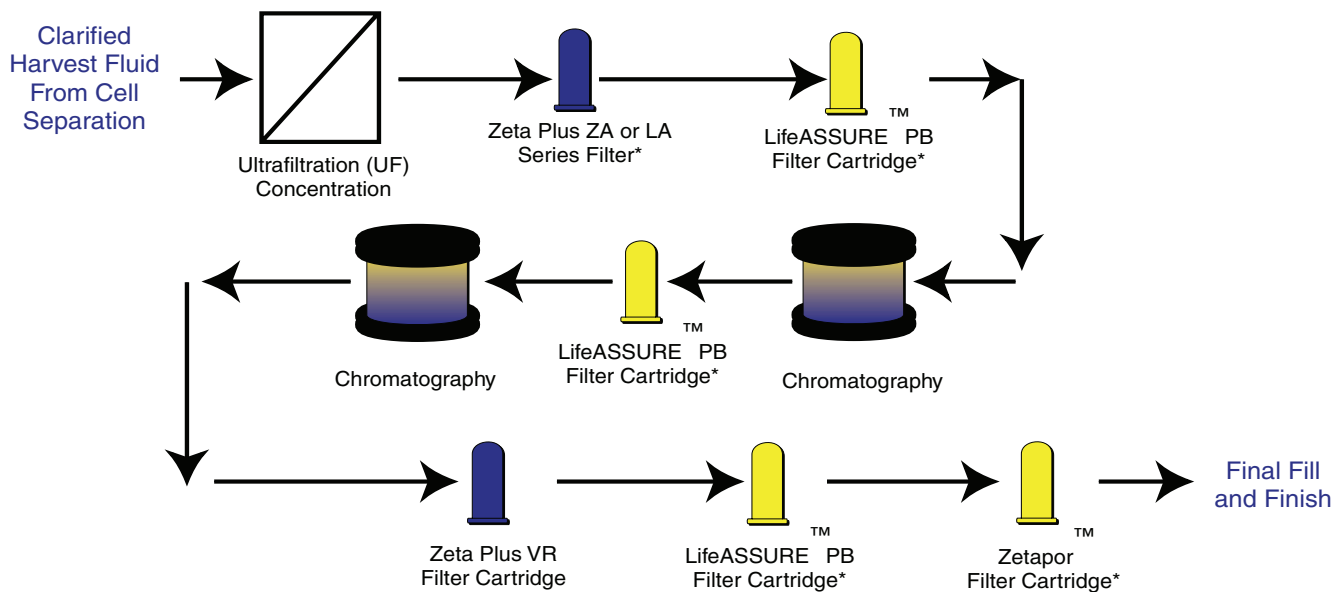 Clarified
Harvest Fluid
From Cell
Separation
Ultrafiltration (UF)
Concentration
Zeta Plus ZA or LA
Series Filter*
LifeASSURE™ PB
Filter Cartridge*
Chromatography
LifeASSURE™ PB
Filter Cartridge*
Chromatography
Zeta Plus VR
Filter Cartridge
LifeASSURE™ PB
Filter Cartridge*
Zetapor™
Filter Cartridge*
Final Fill
and Finish